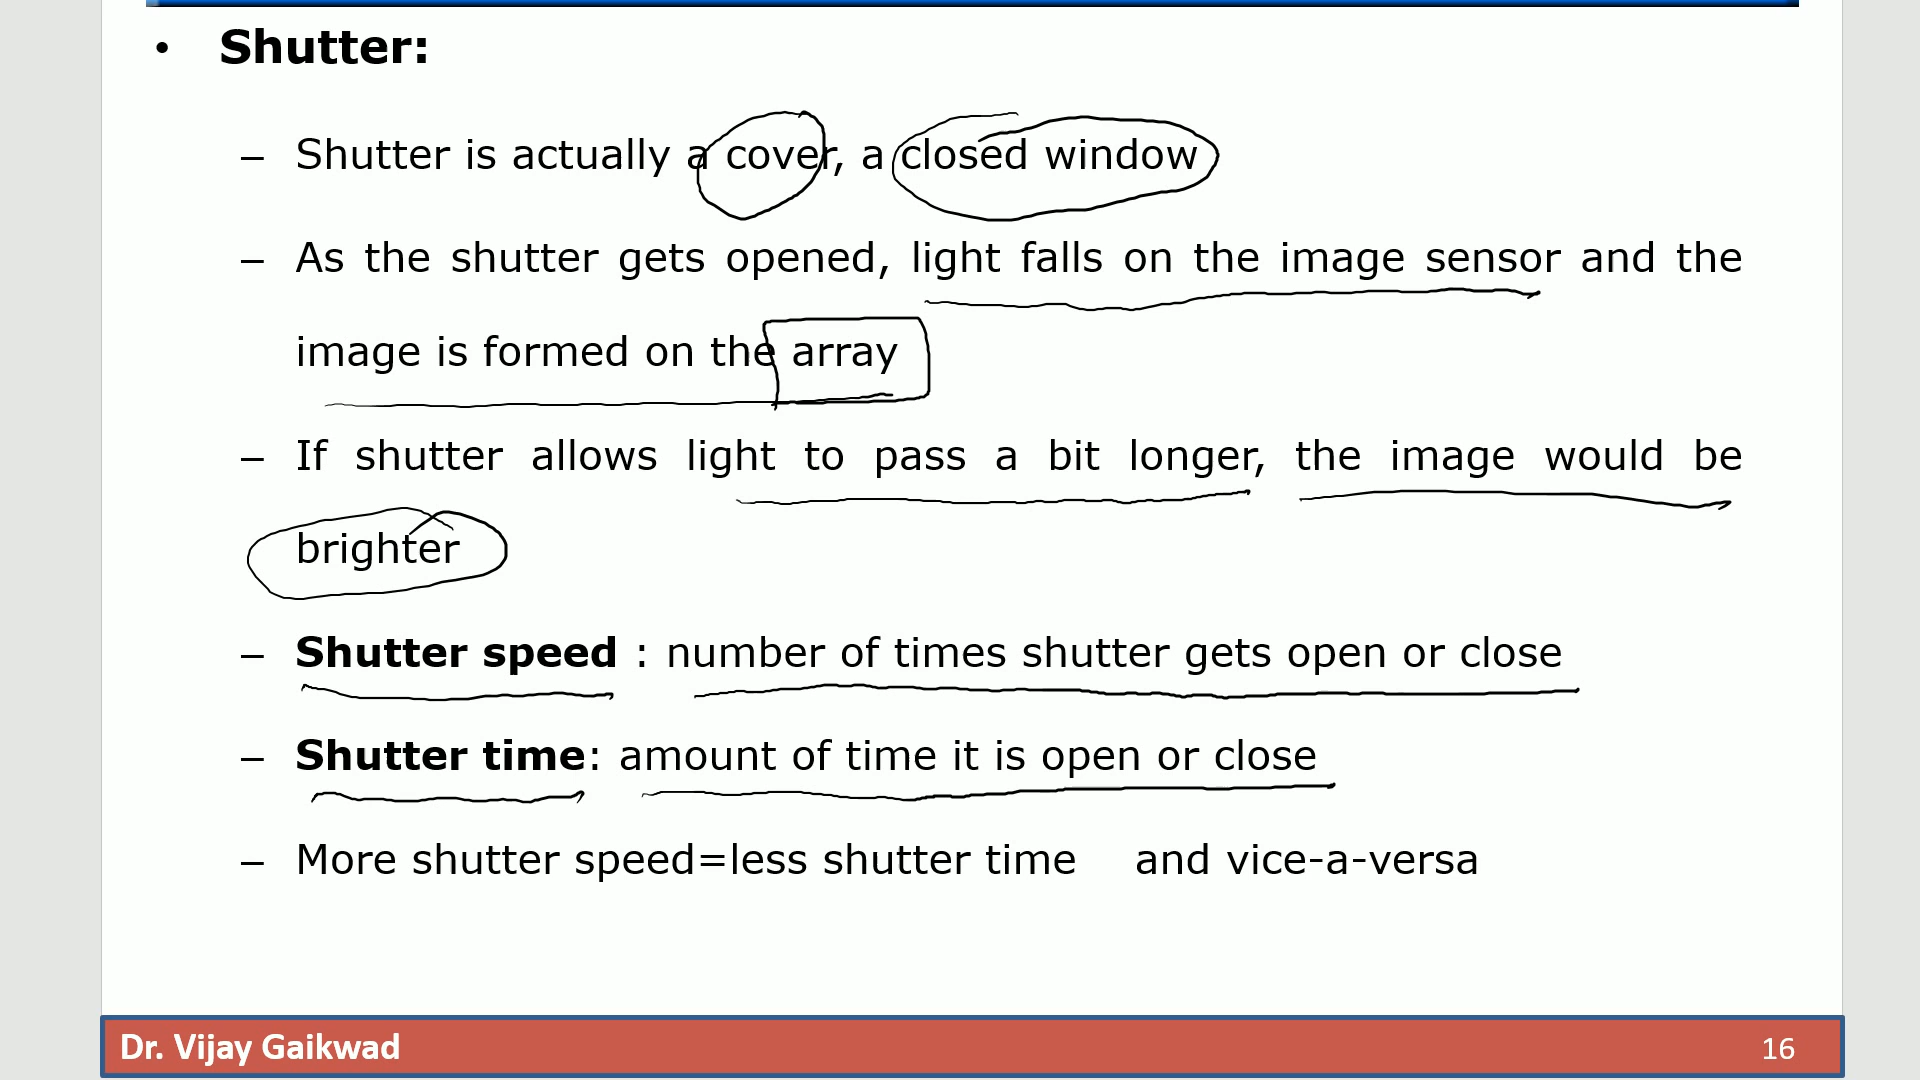 • Shutter:
– Shutter is actually a cover, a closed window
– As the shutter gets opened, light falls on the image sensor and the
image is formed on the array
– If shutter allows light to pass a bit longer, the image would be
brighter
– Shutter speed : number of times shutter gets open or close
– Shutter time: amount of time it is open or close
– More shutter speed=less shutter time and vice-a-versa
Dr. Vijay Gaikwad 16